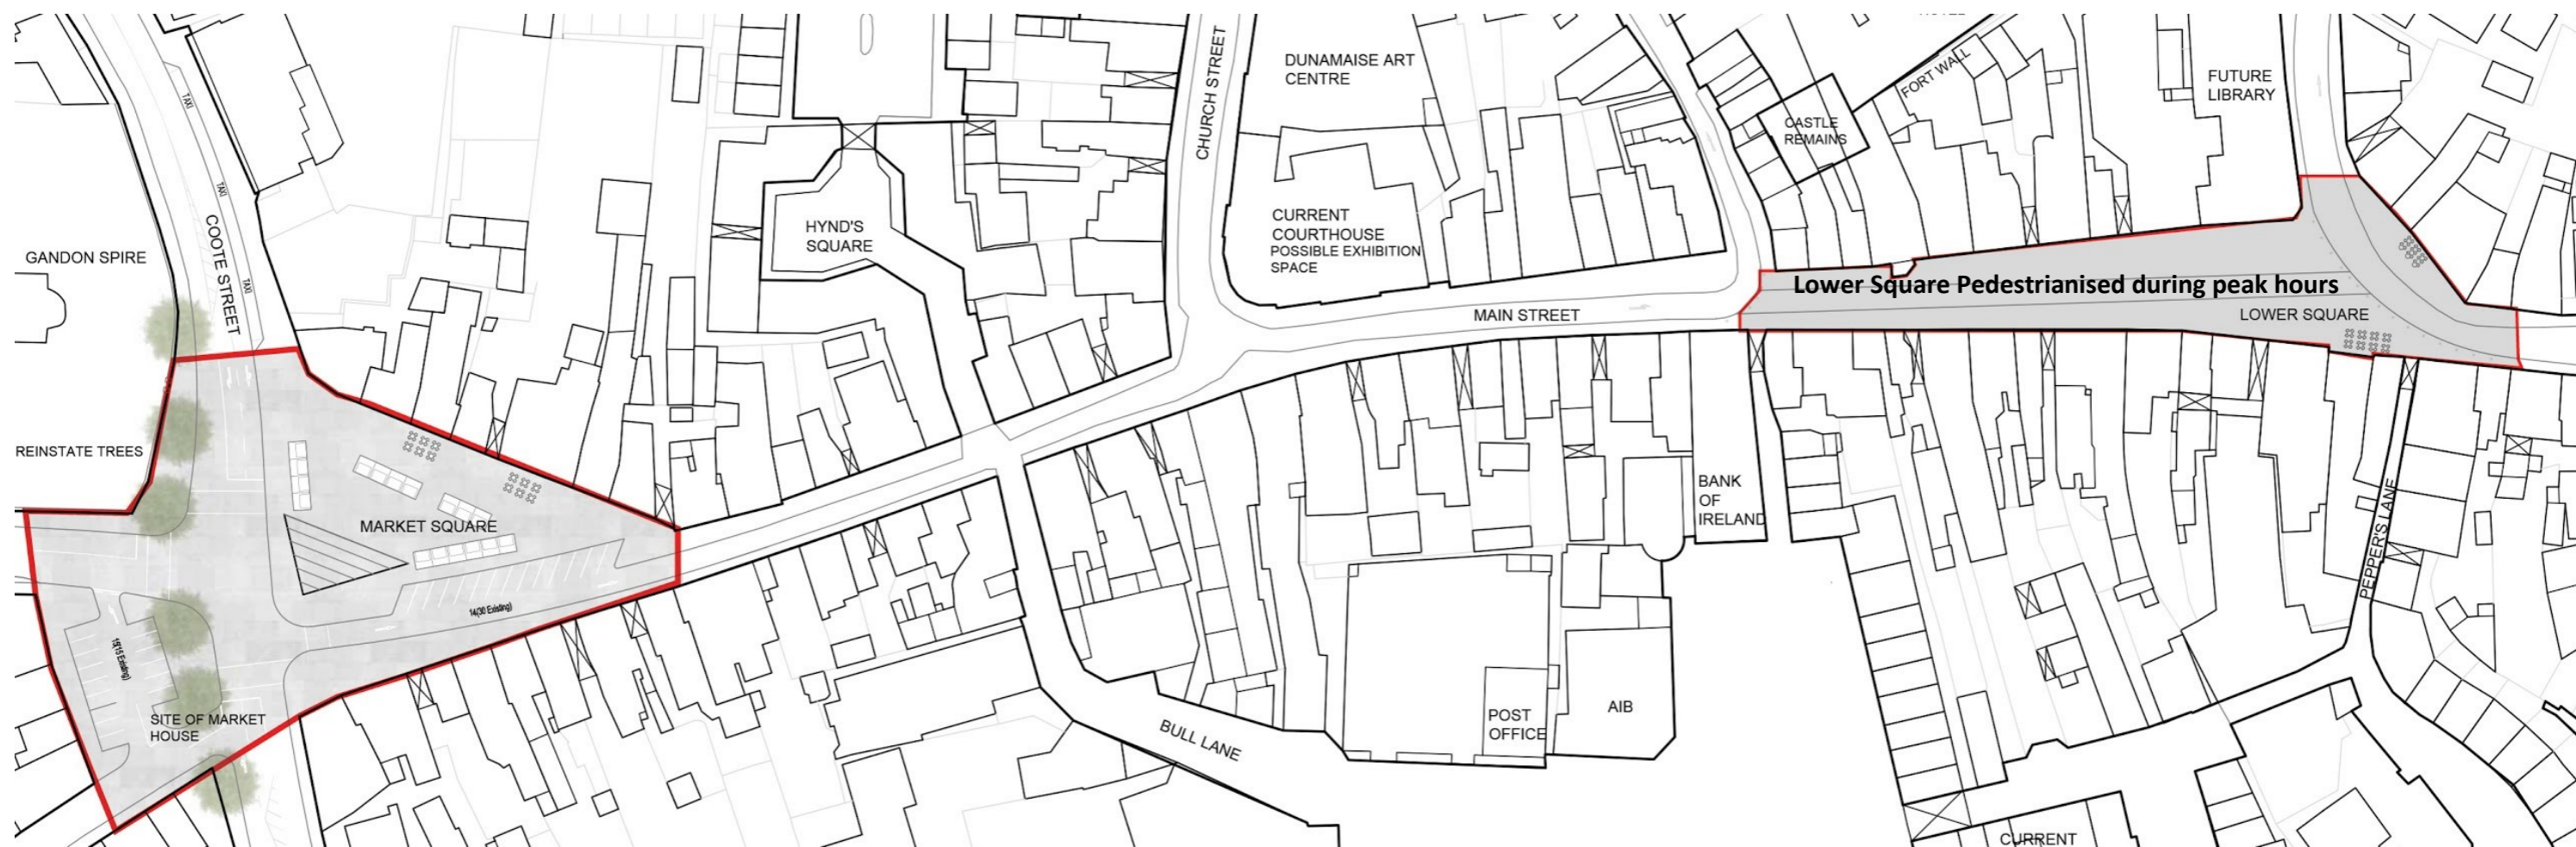 TAXI
TAXI
TAXI
COOTE STREET
GANDON SPIRE
REINSTATE TREES
MARKET SQUARE
14(30 Existing)
15(15 Existing)
SITE OF MARKET
HOUSE
HYND'S
SQUARE
CHURCH STREET
DUNAMAISE ART
CENTRE
CURRENT
COURTHOUSE
POSSIBLE EXHIBITION
SPACE
MAIN STREET
BULL LANE
POST
OFFICE
AIB
BANK
OF
IRELAND
CASTLE
REMAINS
FORT WALL
FUTURE
LIBRARY
Lower Square Pedestrianised during peak hours
LOWER SQUARE
PEPPER'S LANE
CURRENT